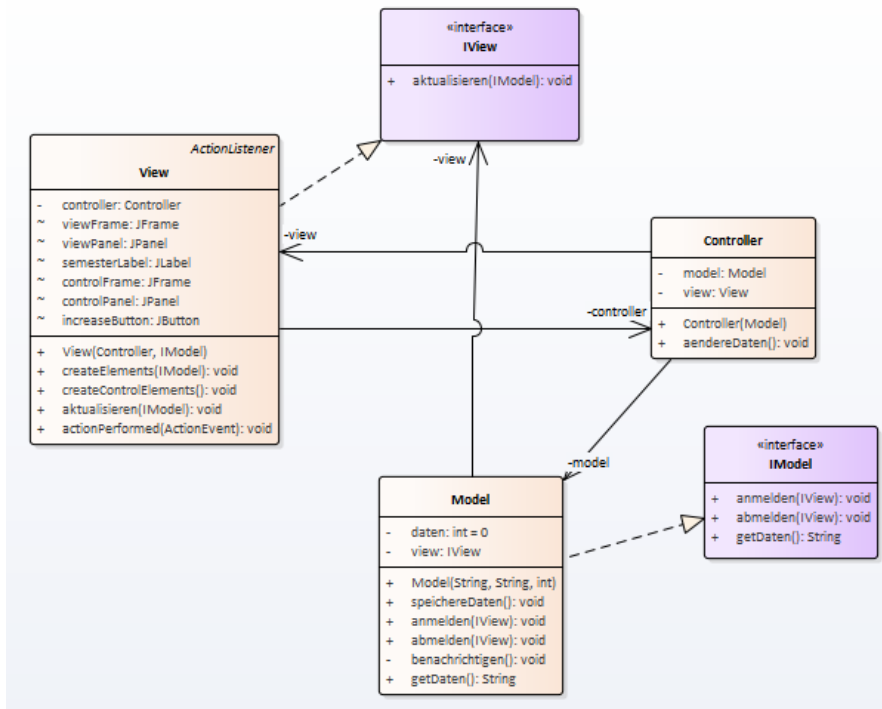 «interface»
IView
+ aktualisieren(IModel): void
ActionListener
View
- controller: Controller
~ viewFrame: JFrame
~ viewPanel: JPanel
~ semesterLabel: JLabel
~ controlFrame: JFrame
~ controlPanel: JPanel
~ increaseButton: JButton
+ View(Controller, IModel)
+ createElements(IModel): void
+ createControlElements(): void
+ aktualisieren(IModel): void
+ actionPerformed(ActionEvent): void
-view
-view
-controller
Controller
- model: Model
- view: View
+ Controller(Model)
+ aendereDaten(): void
-model
«interface»
IModel
+ anmelden(IView): void
+ abmelden(IView): void
+ getDaten(): String
Model
- daten: int = 0
- view: IView
+ Model(String, String, int)
+ speichereDaten(): void
+ anmelden(IView): void
+ abmelden(IView): void
- benachrichtigen(): void
+ getDaten(): String